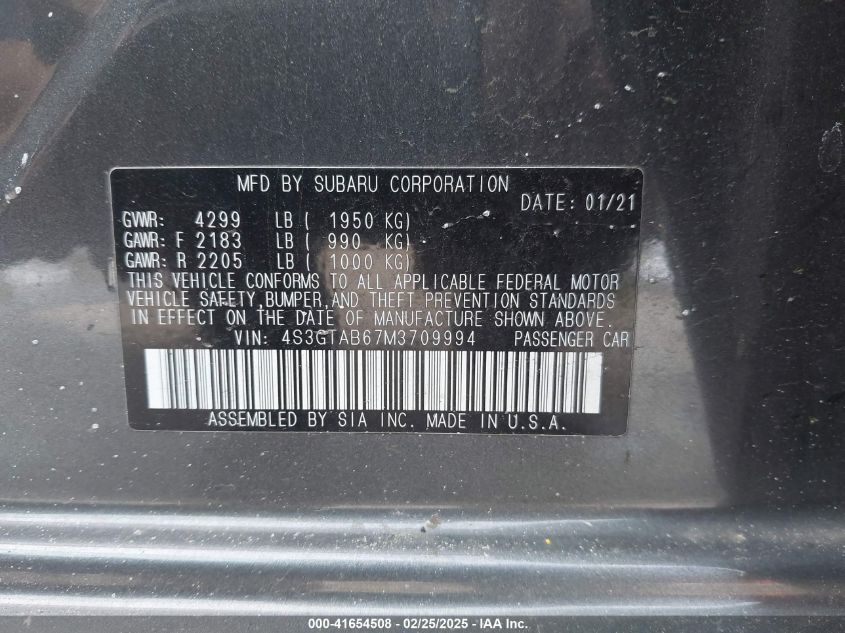 MFD BY SUBARU CORPORATION
DATE: 01/21
GVWR: 4299 LB ( 1950 KG)
GAWR: F 2183 LB ( 990 KG)
GAWR: R 2205 LB ( 1000 KG)
THIS VEHICLE CONFORMS TO ALL APPLICABLE FEDERAL MOTOR
VEHICLE SAFETY,BUMPER,AND THEFT PREVENTION STANDARDS
IN EFFECT ON THE DATE OF MANUFACTURE SHOWN ABOVE.
VIN: 4S3GTAB67M3709994 PASSENGER CAR
ASSEMBLED BY SIA INC. MADE IN U.S.A.
000-41654508 - 02/25/2025 - IAA Inc.